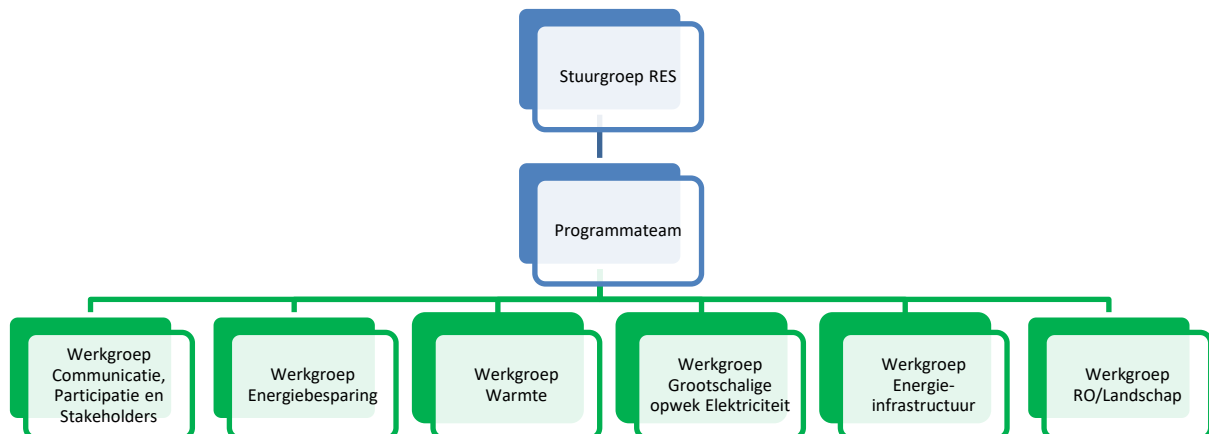 Stuurgroep RES
Programmateam
Werkgroep
Communicatie,
Participatie en
Stakeholders
Werkgroep
Energiebesparing
Werkgroep
Warmte
Werkgroep
Grootschalige
opwek Elektriciteit
Werkgroep
Energie-
infrastructuur
Werkgroep
RO/Landschap